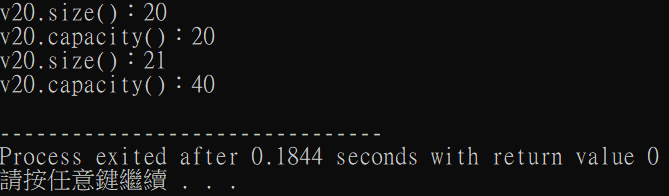 v20.size()：20
v20.capacity()：20
v20.size()：21
v20.capacity()：40
--------------------------------
Process exited after 0.1844 seconds with return value 0
請按任意鍵繼續 . . .